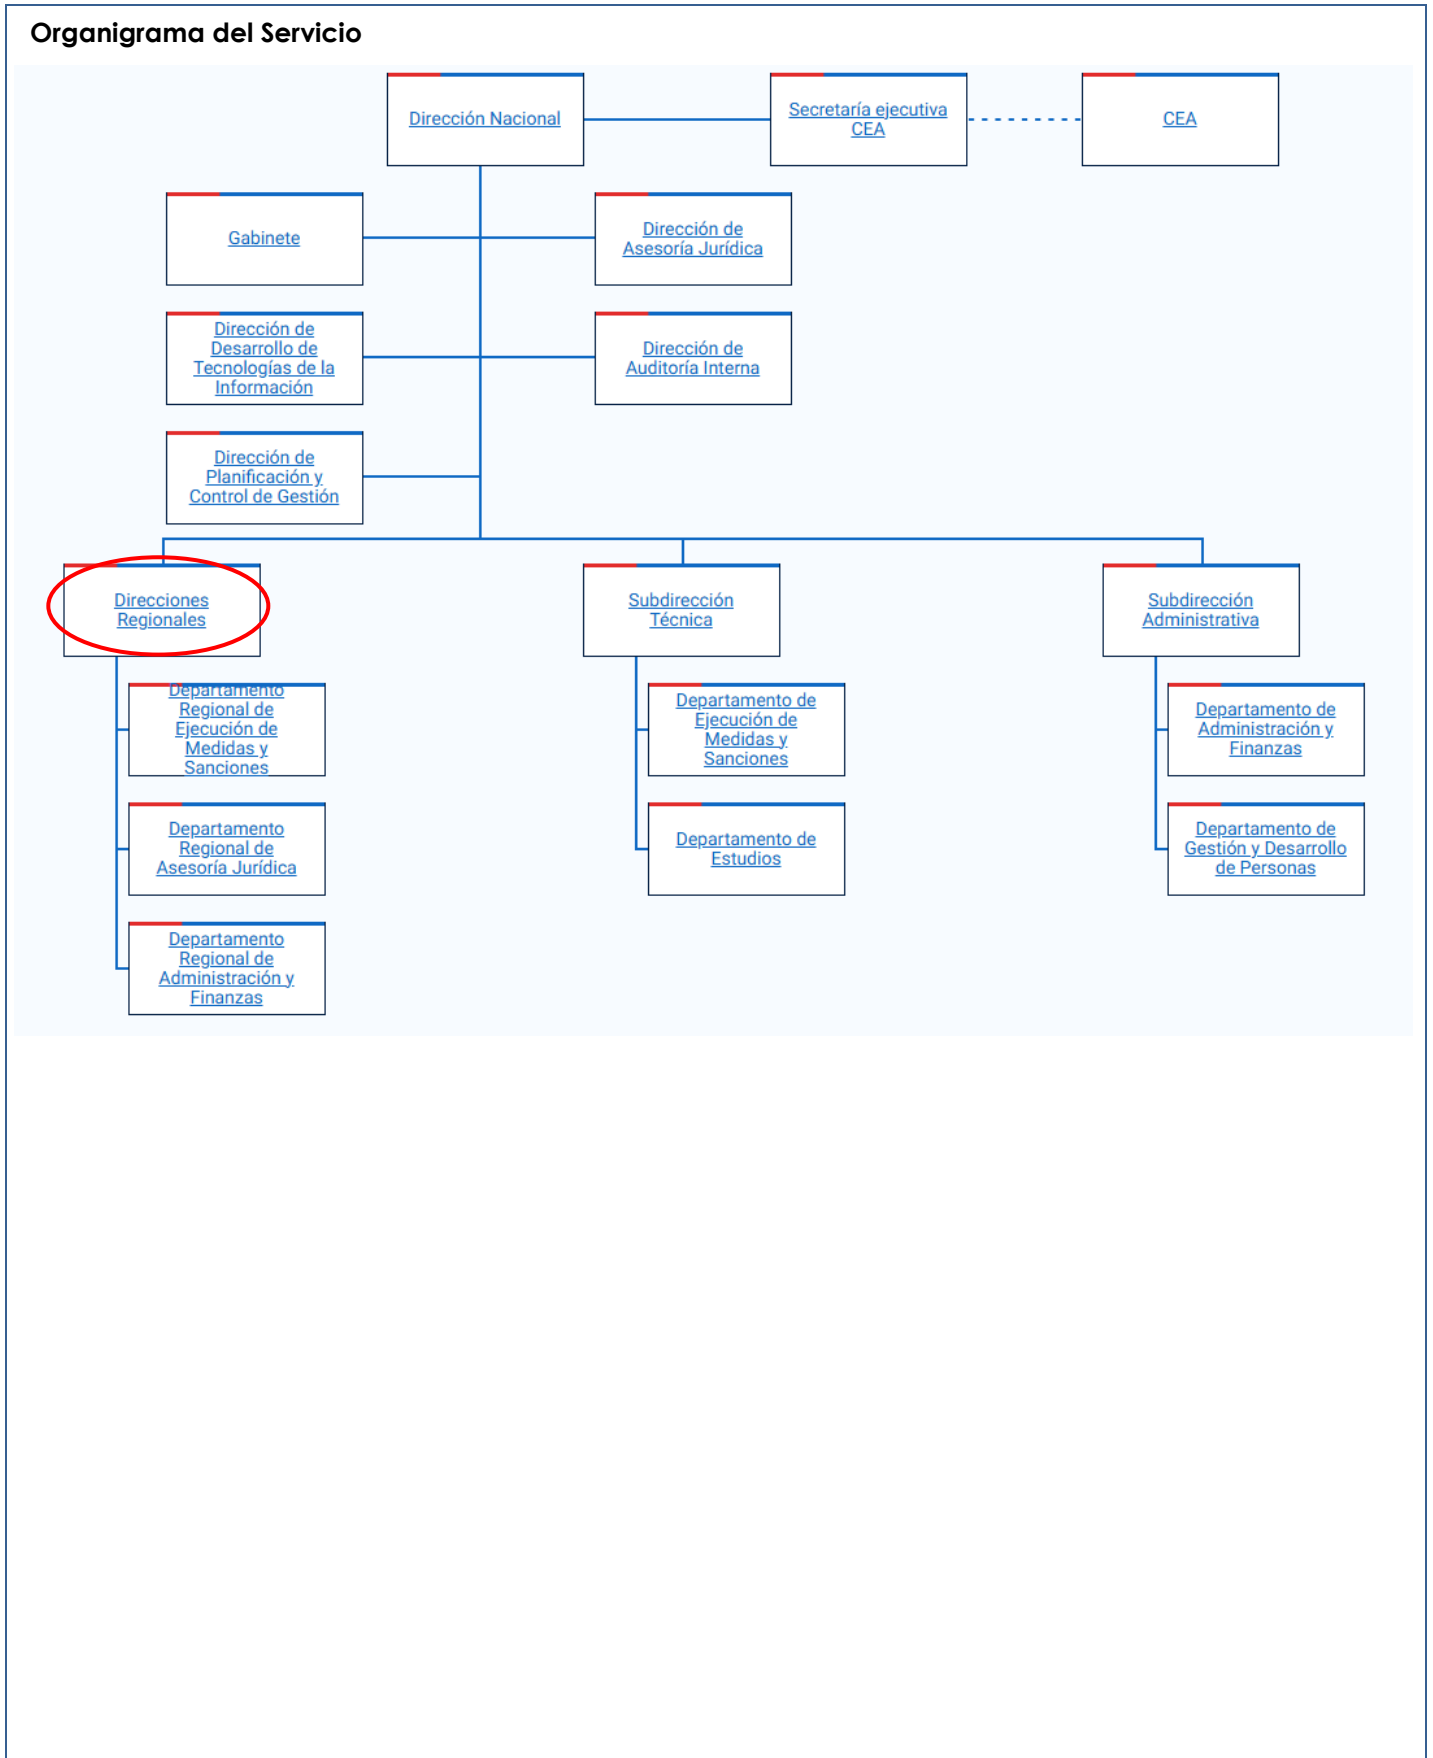 Organigrama del Servicio
Dirección Nacional
Secretaría ejecutiva
CEA
CEA
Gabinete
Dirección de
Asesoría Jurídica
Dirección de
Desarrollo de
Tecnologías de la
Información
Dirección de
Auditoría Interna
Dirección de
Planificación y
Control de Gestión
Direcciones
Regionales
Subdirección
Técnica
Subdirección
Administrativa
Departamento
Regional de
Ejecución de
Medidas y
Sanciones
Departamento de
Ejecución de
Medidas y
Sanciones
Departamento de
Administración y
Finanzas
Departamento
Regional de
Asesoría Jurídica
Departamento de
Estudios
Departamento de
Gestión y Desarrollo
de Personas
Departamento
Regional de
Administración y
Finanzas